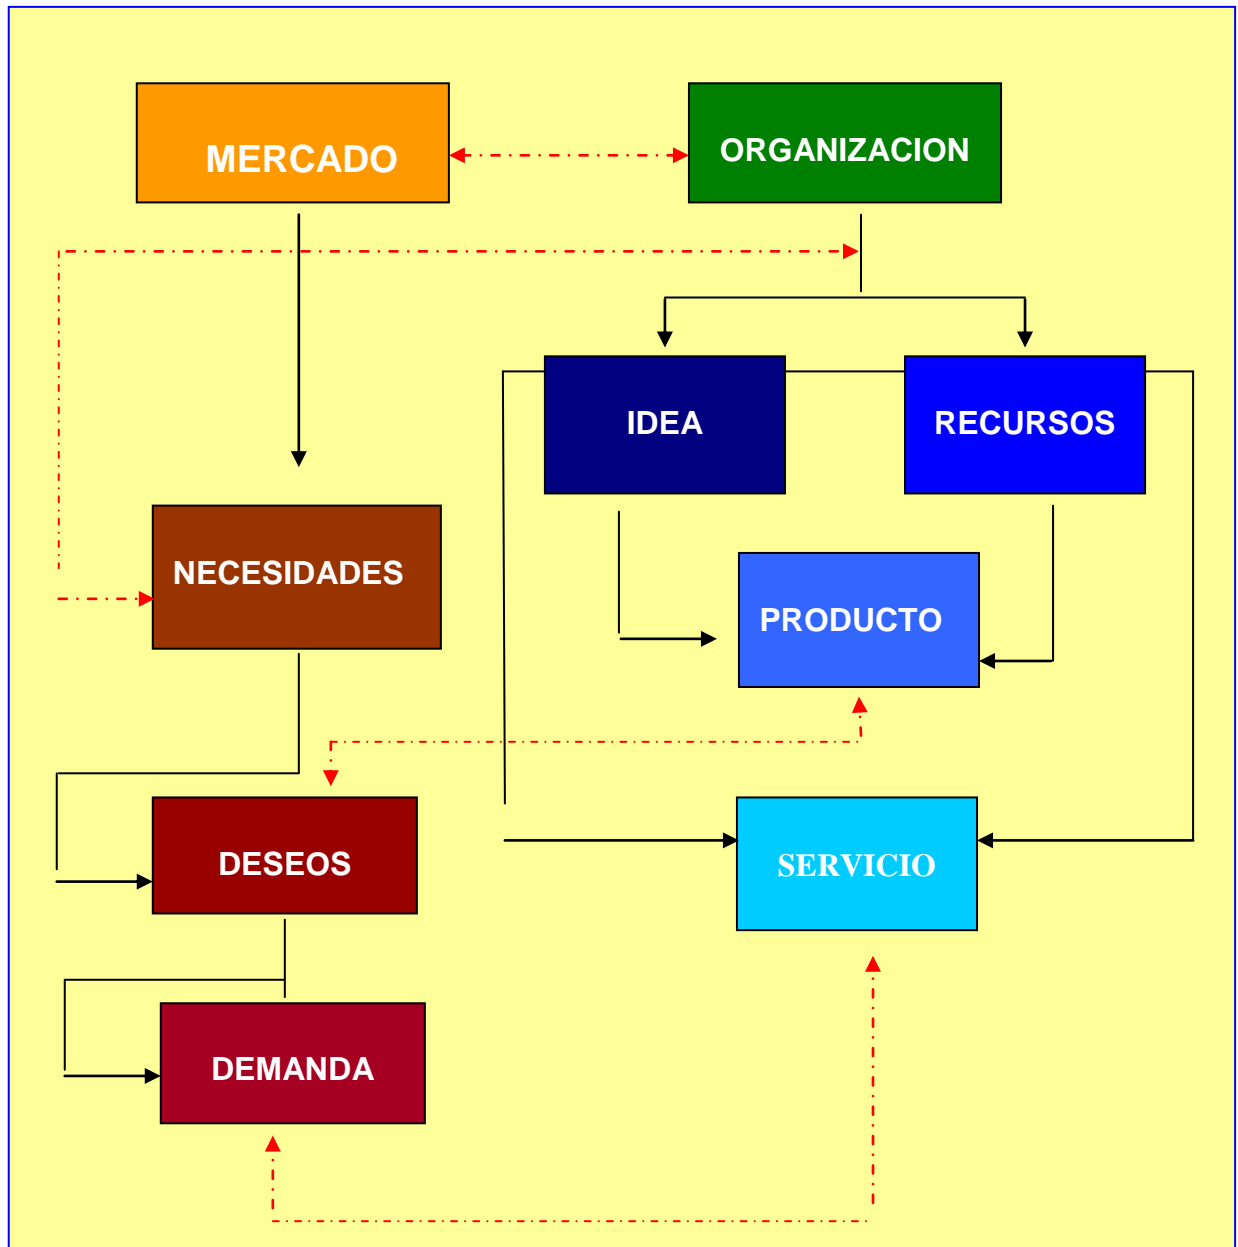 MERCADO
ORGANIZACION
IDEA
RECURSOS
NECESIDADES
PRODUCTO
DESEOS
SERVICIO
DEMANDA